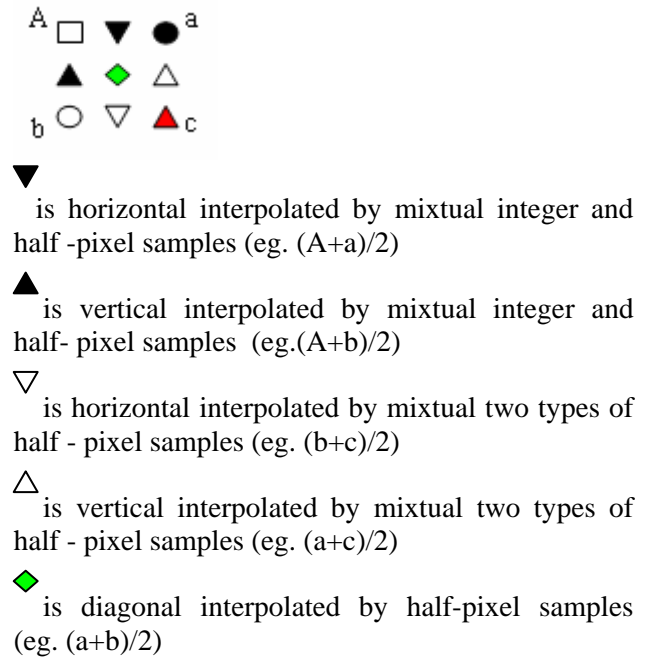 A a
b c
is horizontal interpolated by mixtual integer and
half -pixel samples (eg. (A+a)/2)
is vertical interpolated by mixtual integer and
half- pixel samples (eg.(A+b)/2)
is horizontal interpolated by mixtual two types of
half - pixel samples (eg. (b+c)/2)
is vertical interpolated by mixtual two types of
half - pixel samples (eg. (a+c)/2)
is diagonal interpolated by half-pixel samples
(eg. (a+b)/2)